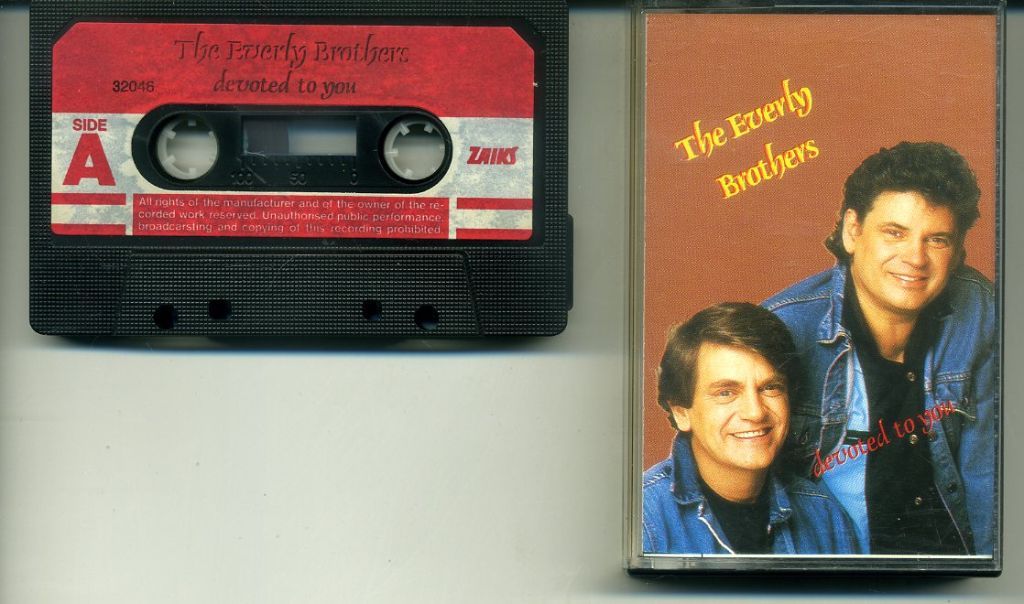 The Everly Brothers
devoted to you
32046
SIDE
A
ZAIKS
100 50 0
All rights of the manufacturer and of the owner of the re-
corded work reserved. Unauthorised public performance.
broadcarsting and copying of this recording prohibited.
The Everly
Brothers
devoted to you